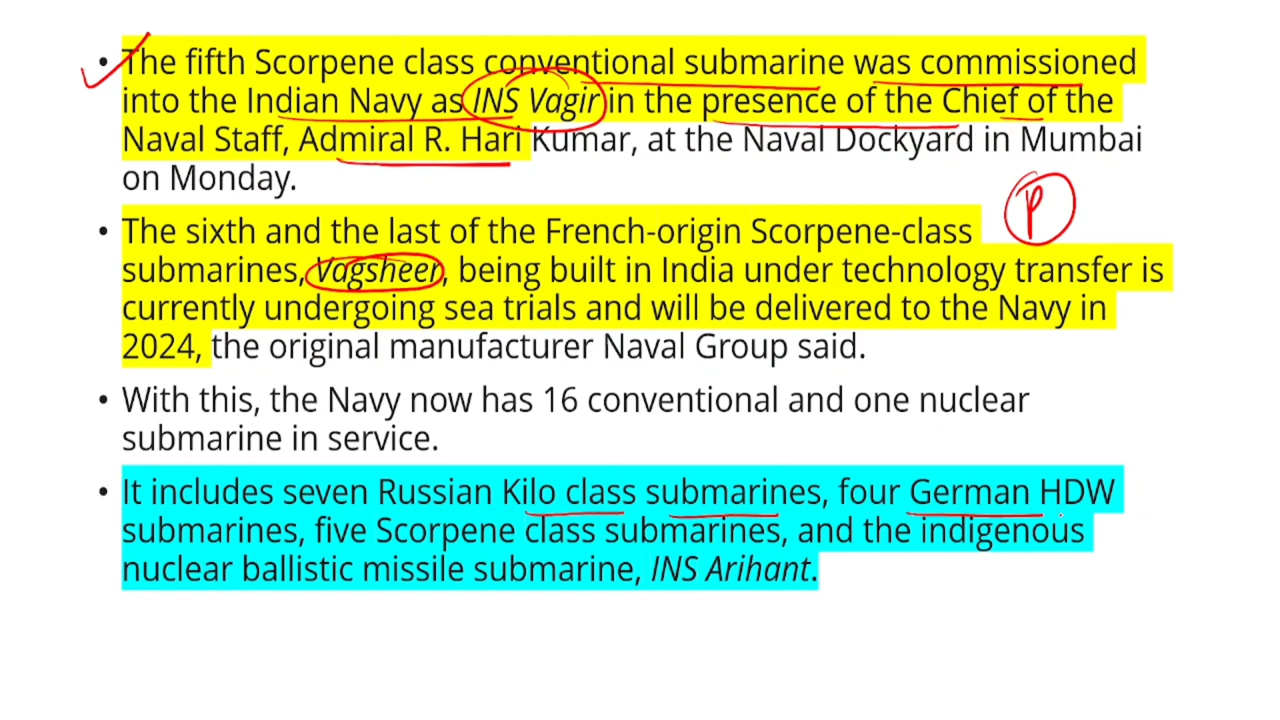 • The fifth Scorpene class conventional submarine was commissioned
into the Indian Navy as INS Vagir in the presence of the Chief of the
Naval Staff, Admiral R. Hari Kumar, at the Naval Dockyard in Mumbai
on Monday.
P
• The sixth and the last of the French-origin Scorpene-class
submarines, Vagsheer, being built in India under technology transfer is
currently undergoing sea trials and will be delivered to the Navy in
2024, the original manufacturer Naval Group said.
• With this, the Navy now has 16 conventional and one nuclear
submarine in service.
• It includes seven Russian Kilo class submarines, four German HDW
submarines, five Scorpene class submarines, and the indigenous
nuclear ballistic missile submarine, INS Arihant.